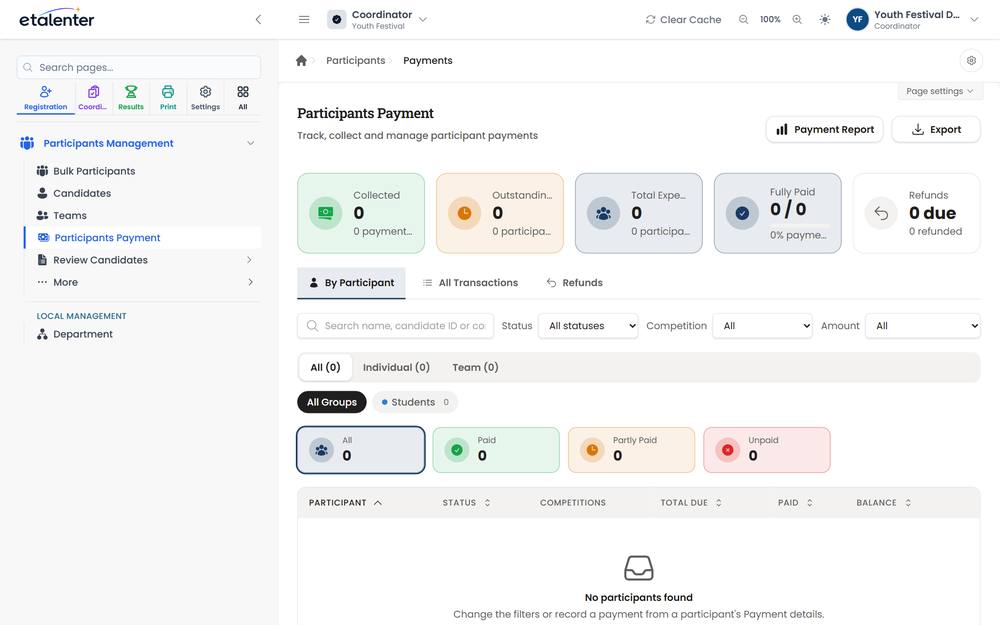 etalenter
Coordinator
Youth Festival
Clear Cache
100%
YF
Youth Festival D...
Coordinator
Search pages...
Registration
Coordi...
Results
Print
Settings
All
Participants Management
Bulk Participants
Candidates
Teams
Participants Payment
Review Candidates
More
LOCAL MANAGEMENT
Department
Participants
Payments
Page settings
Participants Payment
Track, collect and manage participant payments
Payment Report
Export
Collected
0
0 payment...
Outstandin...
0
0 participa...
Total Expe...
0
0 participa...
Fully Paid
0 / 0
0% payme...
Refunds
0 due
0 refunded
By Participant
All Transactions
Refunds
Search name, candidate ID or co
Status
All statuses
Competition
All
Amount
All
All (0)
Individual (0)
Team (0)
All Groups
Students 0
All
0
Paid
0
Partly Paid
0
Unpaid
0
PARTICIPANT STATUS COMPETITIONS TOTAL DUE PAID BALANCE
No participants found
Change the filters or record a payment from a participant's Payment details.